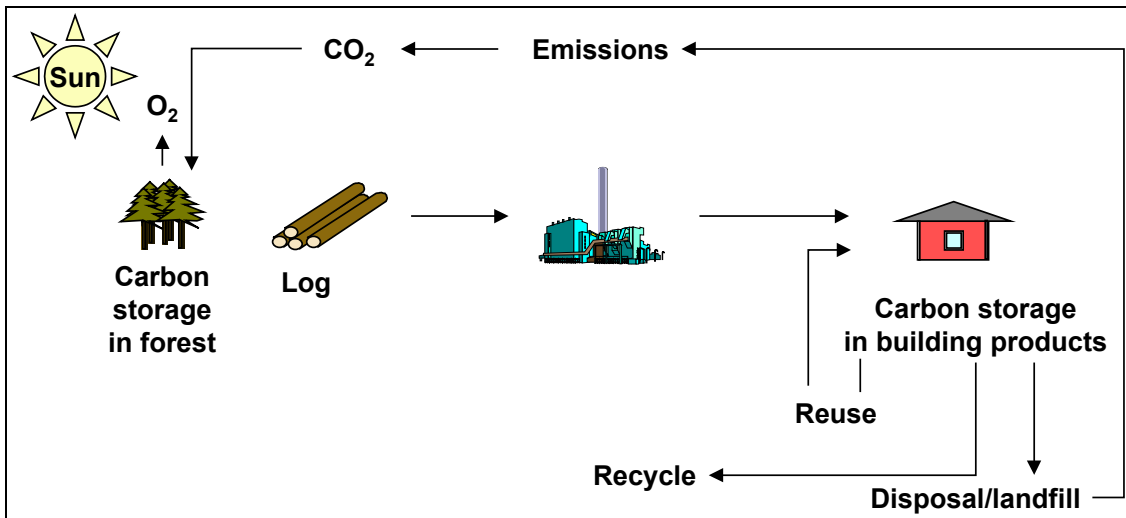 CO₂
Emissions
Sun
O₂
Carbon
storage
in forest
Log
Carbon storage
in building products
Reuse
Recycle
Disposal/landfill